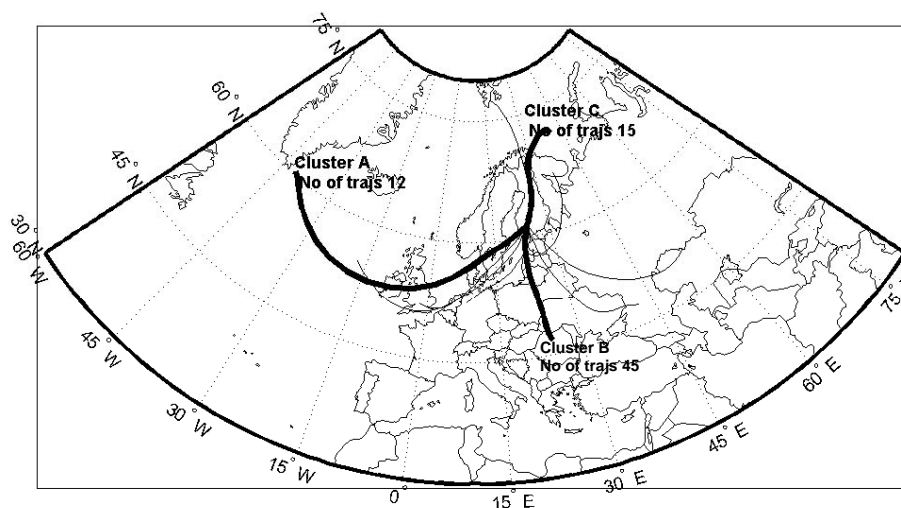 75° N
60° N
45° N
30° N
60° W
45° W
30° W
15° W
0°
15° E
30° E
45° E
60° E
75°
Cluster A
No of trajs 12
Cluster C
No of trajs 15
Cluster B
No of trajs 45